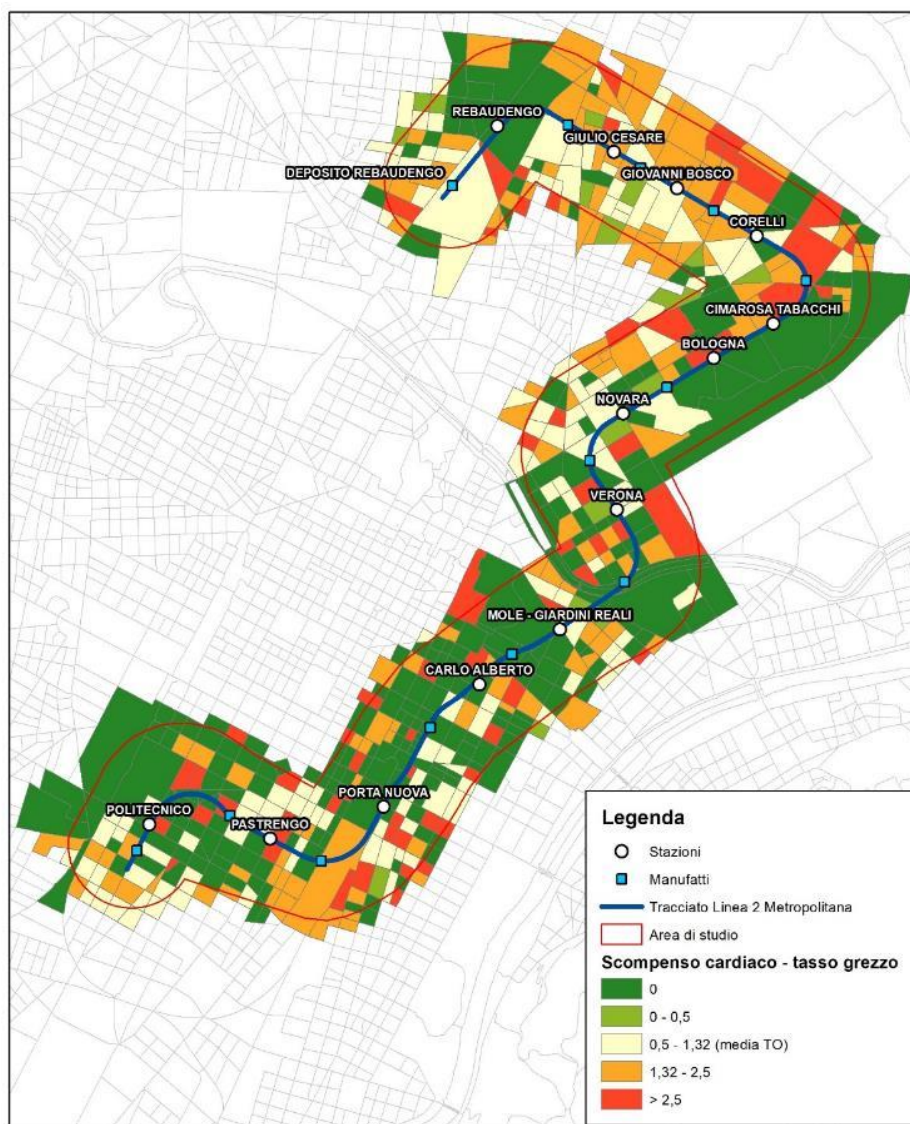 REBAUDENGO
GIULIO CESARE
DEPOSITO REBAUDENGO
GIOVANNI BOSCO
CORELLI
CIMAROSA TABACCHI
BOLOGNA
NOVARA
VERONA
MOLE - GIARDINI REALI
CARLO ALBERTO
PORTA NUOVA
POLITECNICO
PASTRENGO
Legenda
Stazioni
Manufatti
Tracciato Linea 2 Metropolitana
Area di studio
Scompenso cardiaco - tasso grezzo
0
0 - 0,5
0,5 - 1,32 (media TO)
1,32 - 2,5
> 2,5